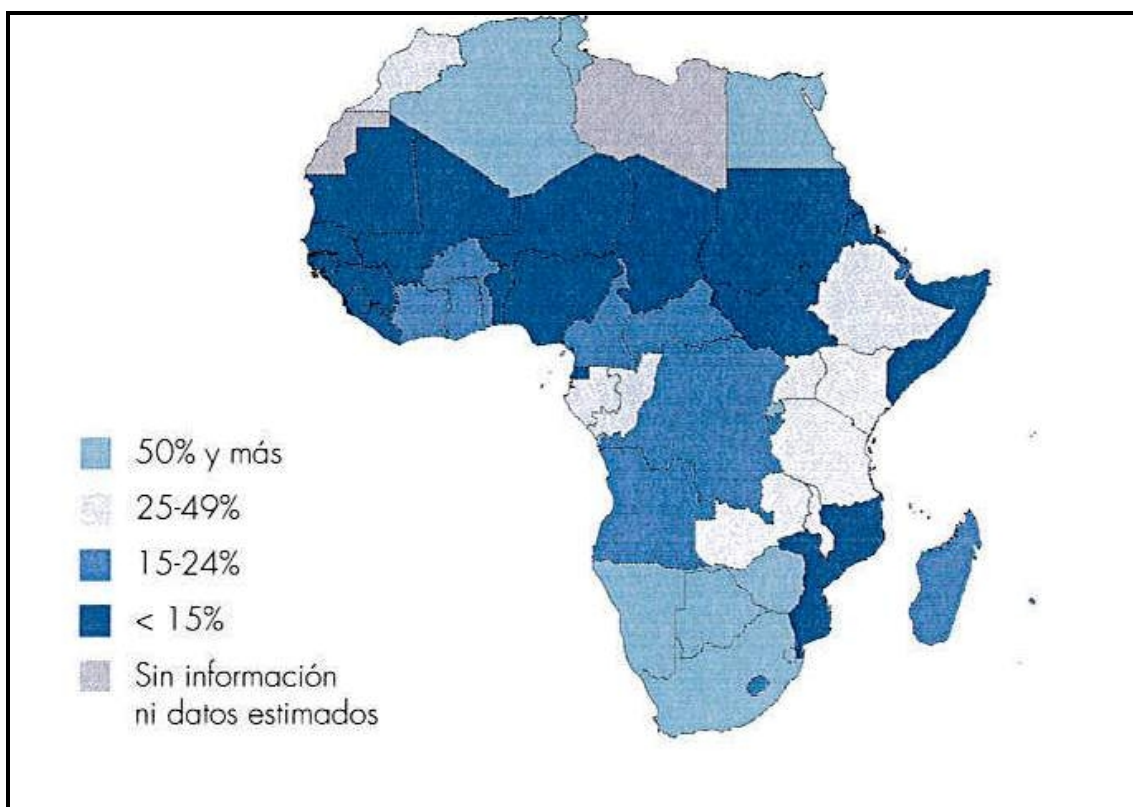 50% y más
25-49%
15-24%
< 15%
Sin información
ni datos estimados